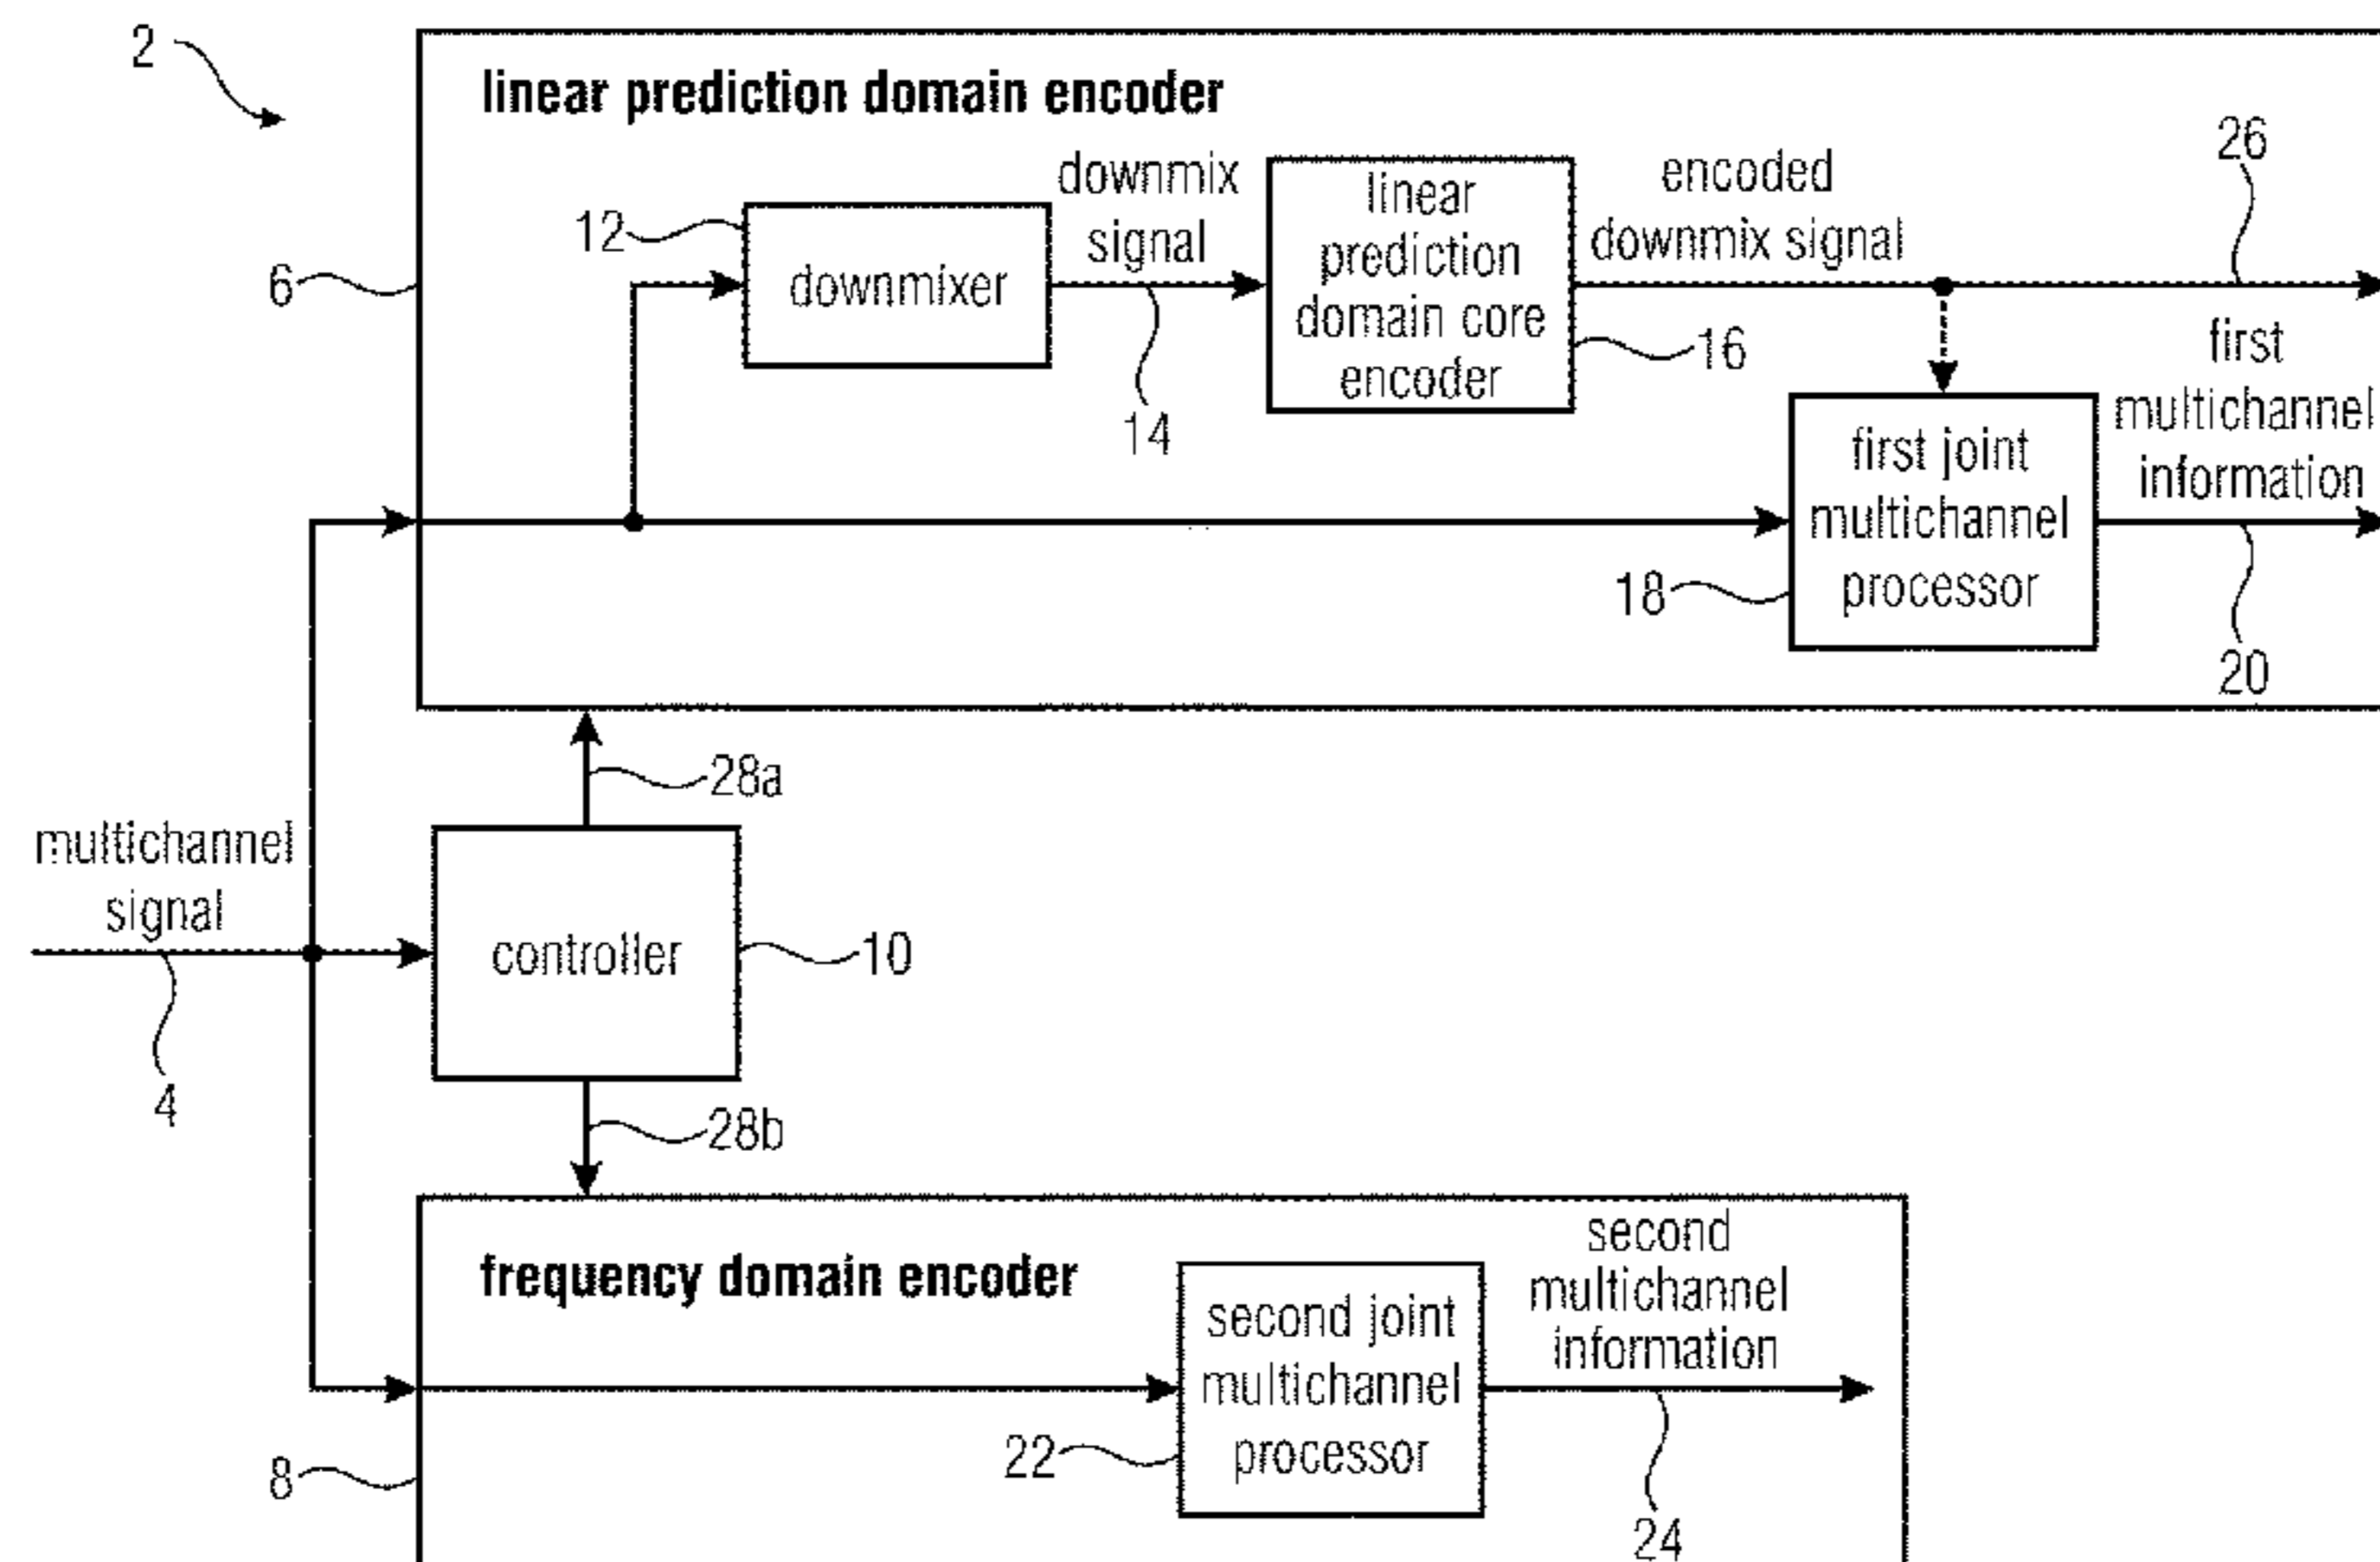 2
linear prediction domain encoder
26
downmix
signal
linear
prediction
domain core
encoder
encoded
downmix signal
12
downmixer
6
14
16
first
multichannel
information
first joint
multichannel
processor
18
20
28a
multichannel
signal
controller
10
4
28b
frequency domain encoder
second joint
multichannel
processor
second
multichannel
information
22
8
24